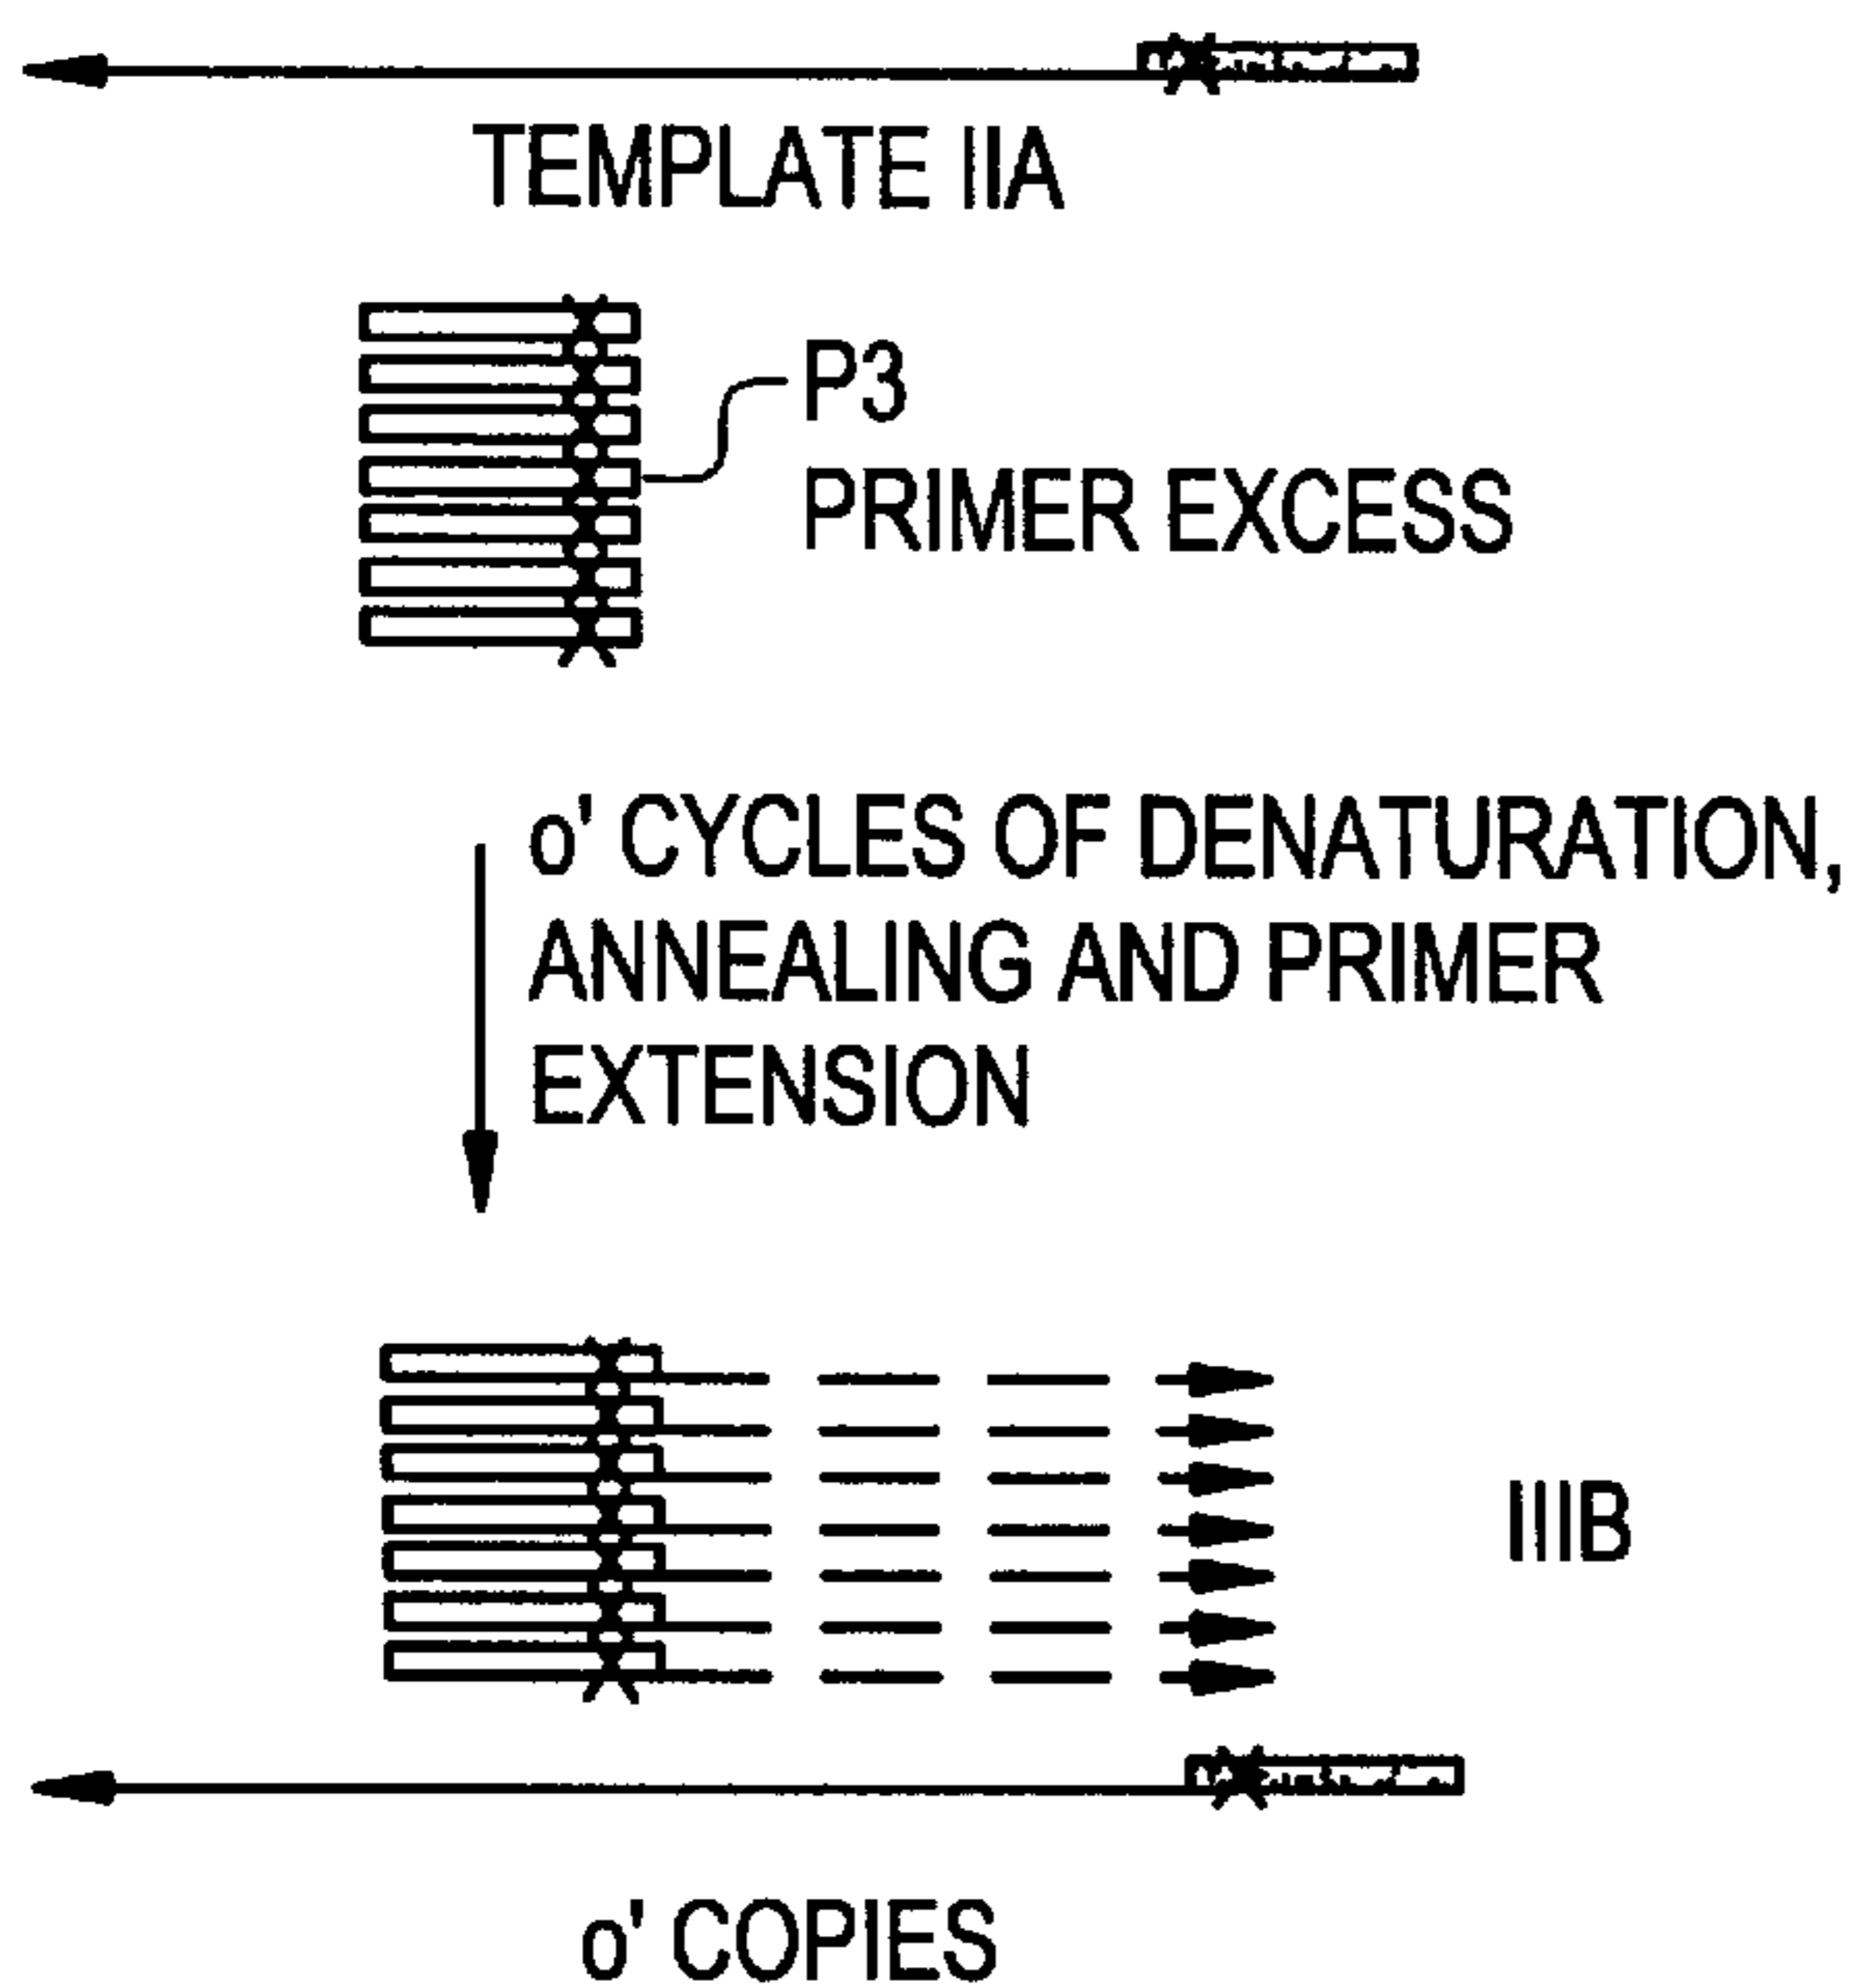 TEMPLATE IIA
P3
PRIMER EXCESS
o' CYCLES OF DENATURATION,
ANNEALING AND PRIMER
EXTENSION
IIIB
o' COPIES